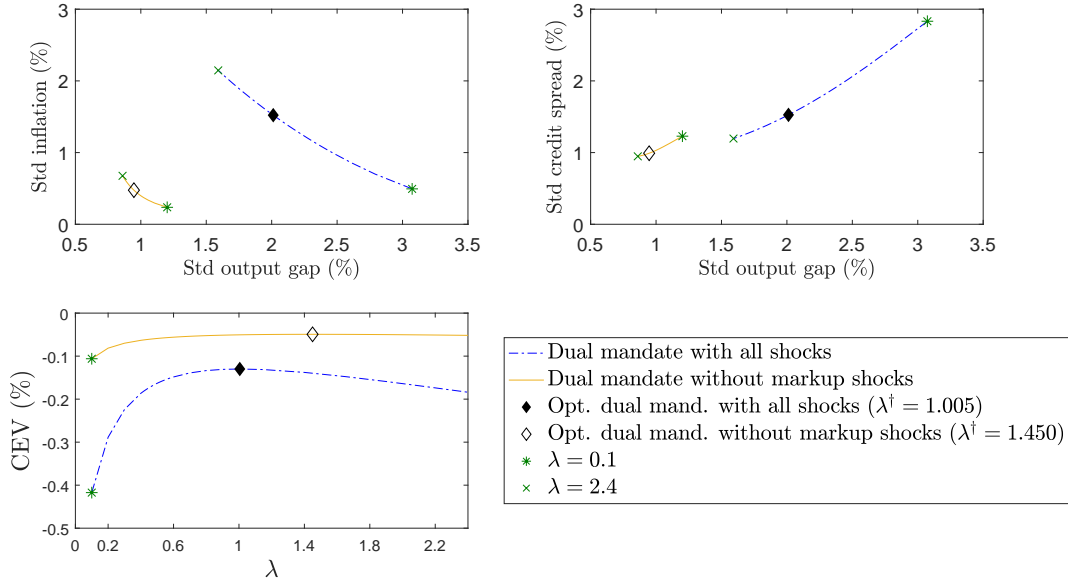 3
2
1
0
Std inflation (%)
0.5 1 1.5 2 2.5 3 3.5
Std output gap (%)
3
2
1
0
Std credit spread (%)
0.5 1 1.5 2 2.5 3 3.5
Std output gap (%)
0
-0.1
-0.2
-0.3
-0.4
-0.5
CEV (%)
0 0.2 0.6 1 1.4 1.8 2.2
λ
Dual mandate with all shocks
Dual mandate without markup shocks
Opt. dual mand. with all shocks (λ† = 1.005)
Opt. dual mand. without markup shocks (λ† = 1.450)
λ = 0.1
λ = 2.4